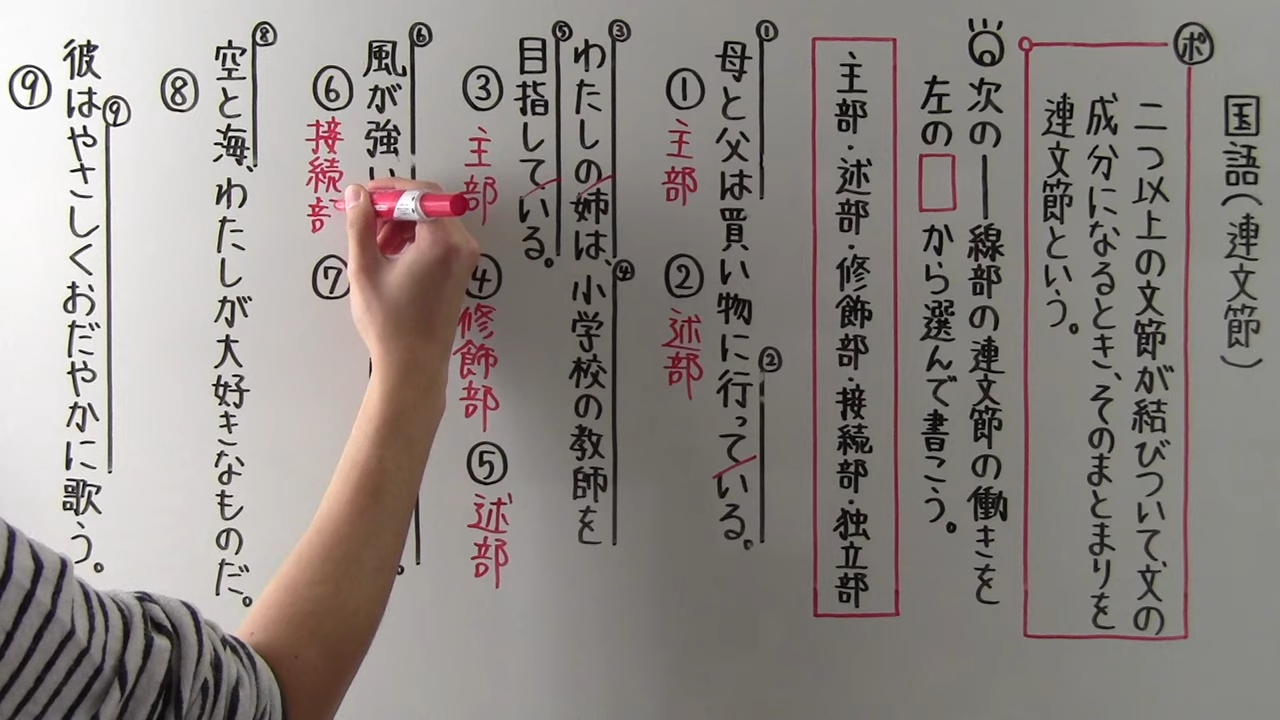 国語(連文節)
ポ
二つ以上の文節が結びついて、文の
成分になるとき、そのまとまりを
連文節という。
次の―線部の連文節の働きを
左の□から選んで書こう。
主部・述部・修飾部・接続部・独立部
① ②
母と父は買い物に行っている。
① 主部 ② 述部
③ ④
わたしの姉は、小学校の教師を
⑤
目指している。
③ 主部 ④ 修飾部 ⑤ 述部
⑥
風が強い
⑥ 接続部 ⑦
⑧
空と海、わたしが大好きなものだ。
⑧
⑨
彼はやさしくおだやかに歌う。
⑨